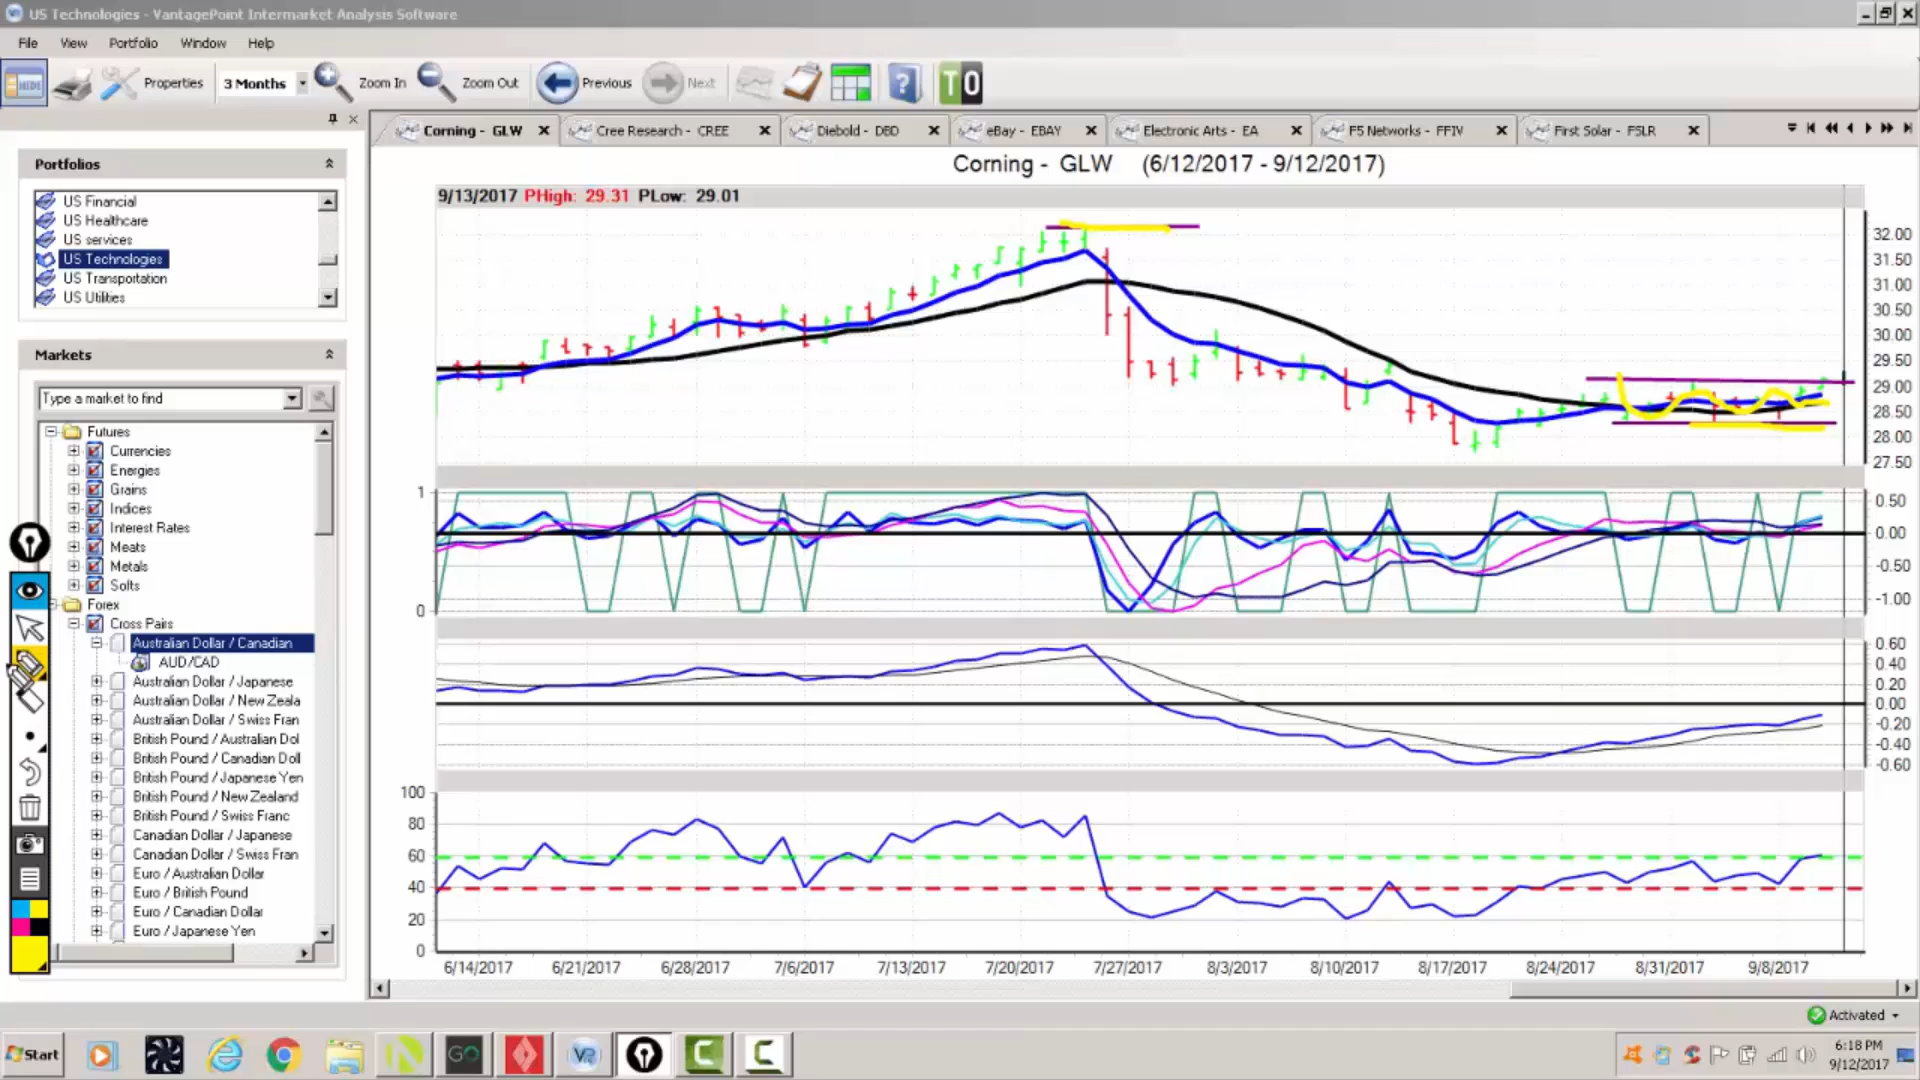 US Technologies - VantagePoint Intermarket Analysis Software
File View Portfolio Window Help
HIDE Properties 3 Months Zoom In Zoom Out Previous Next ? TO
Corning - GLW Cree Research - CREE Diebold - DBD eBay - EBAY Electronic Arts - EA F5 Networks - FFIV First Solar - FSLR
Portfolios
US Financial
US Healthcare
US services
US Technologies
US Transportation
US Utilities
Markets
Type a market to find
Futures
Currencies
Energies
Grains
Indices
Interest Rates
Meats
Metals
Softs
Forex
Cross Pairs
Australian Dollar / Canadian
AUD/CAD
Australian Dollar / Japanese
Australian Dollar / New Zeala
Australian Dollar / Swiss Fran
British Pound / Australian Dol
British Pound / Canadian Doll
British Pound / Japanese Yen
British Pound / New Zealand
British Pound / Swiss Franc
Canadian Dollar / Japanese
Canadian Dollar / Swiss Fran
Euro / Australian Dollar
Euro / British Pound
Euro / Canadian Dollar
Euro / Japanese Yen
Corning - GLW (6/12/2017 - 9/12/2017)
9/13/2017 PHigh: 29.31 PLow: 29.01
32.00
31.50
31.00
30.50
30.00
29.50
29.00
28.50
28.00
27.50
1
0
0.50
0.00
-0.50
-1.00
0.60
0.40
0.20
0.00
-0.20
-0.40
-0.60
100
80
60
40
20
0
6/14/2017 6/21/2017 6/28/2017 7/6/2017 7/13/2017 7/20/2017 7/27/2017 8/3/2017 8/10/2017 8/17/2017 8/24/2017 8/31/2017 9/8/2017
Activated
Start
GO
VP
C
C
6:18 PM
9/12/2017